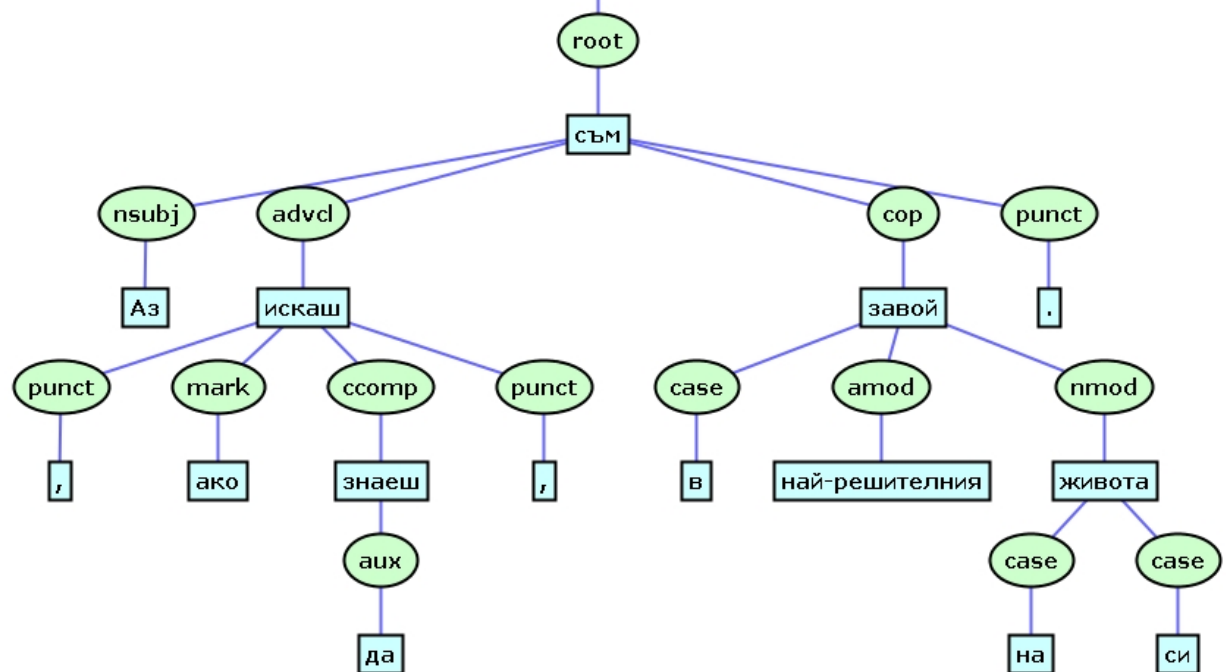 root
съм
nsubj advcl cop punct
Аз искаш завой .
punct mark ccomp punct case amod nmod
, ако знаеш , в най-решителния живота
aux case case
да на си